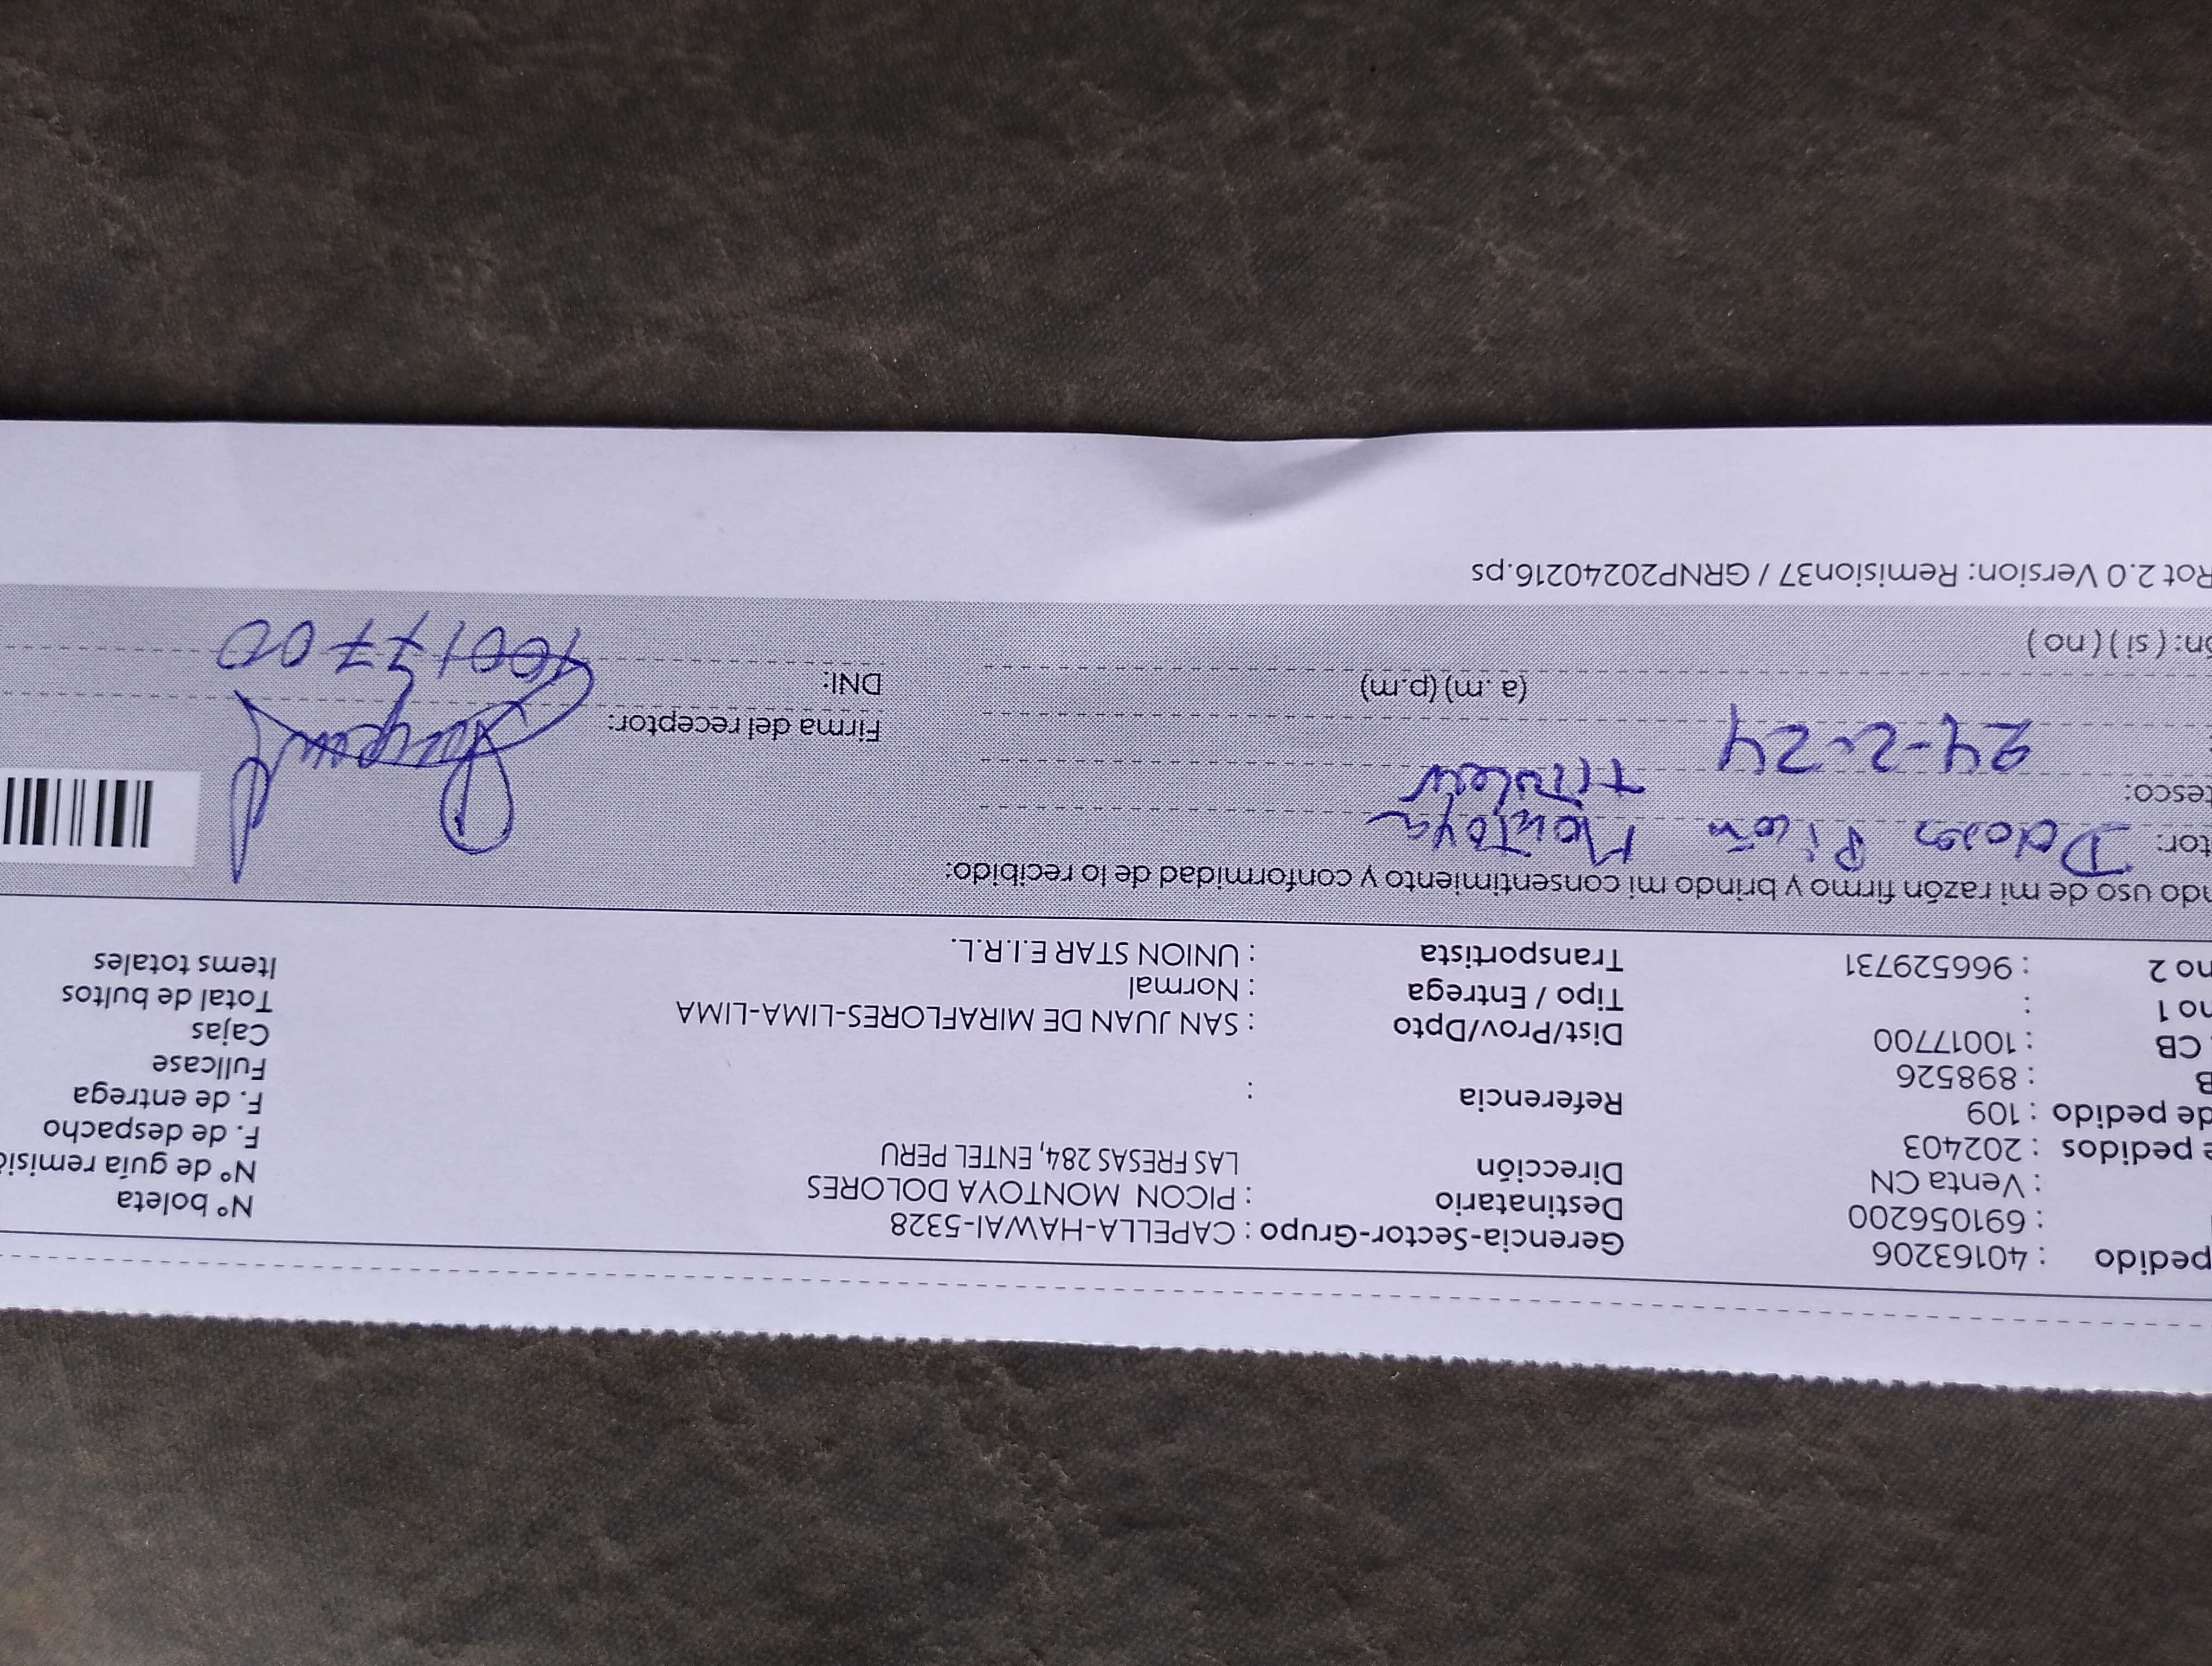 pedido : 40163206 Gerencia-Sector-Grupo : CAPELLA-HAWAI-5328 N° boleta
: 691056200 Destinatario : PICON MONTOYA DOLORES N° de guía remisi
: Venta CN Dirección LAS FRESAS 284, ENTEL PERU F. de despacho
e pedidos : 202403 F. de entrega
de pedido : 109 Referencia : Fullcase
B : 898526 Cajas
CB : 10017700 Dist/Prov/Dpto : SAN JUAN DE MIRAFLORES-LIMA-LIMA Total de bultos
no 1 : Tipo / Entrega : Normal Items totales
no 2 : 966529731 Transportista : UNION STAR E.I.R.L.
ndo uso de mi razón firmo y brindo mi consentimiento y conformidad de lo recibido:
tor: Dolores Picón Montoya
tesco: Titular
24-2-24 Firma del receptor:
(a. m) (p.m) DNI: 10017700
ón: ( si ) ( no )
Rot 2.0 Version: Remision37 / GRNP20240216.ps